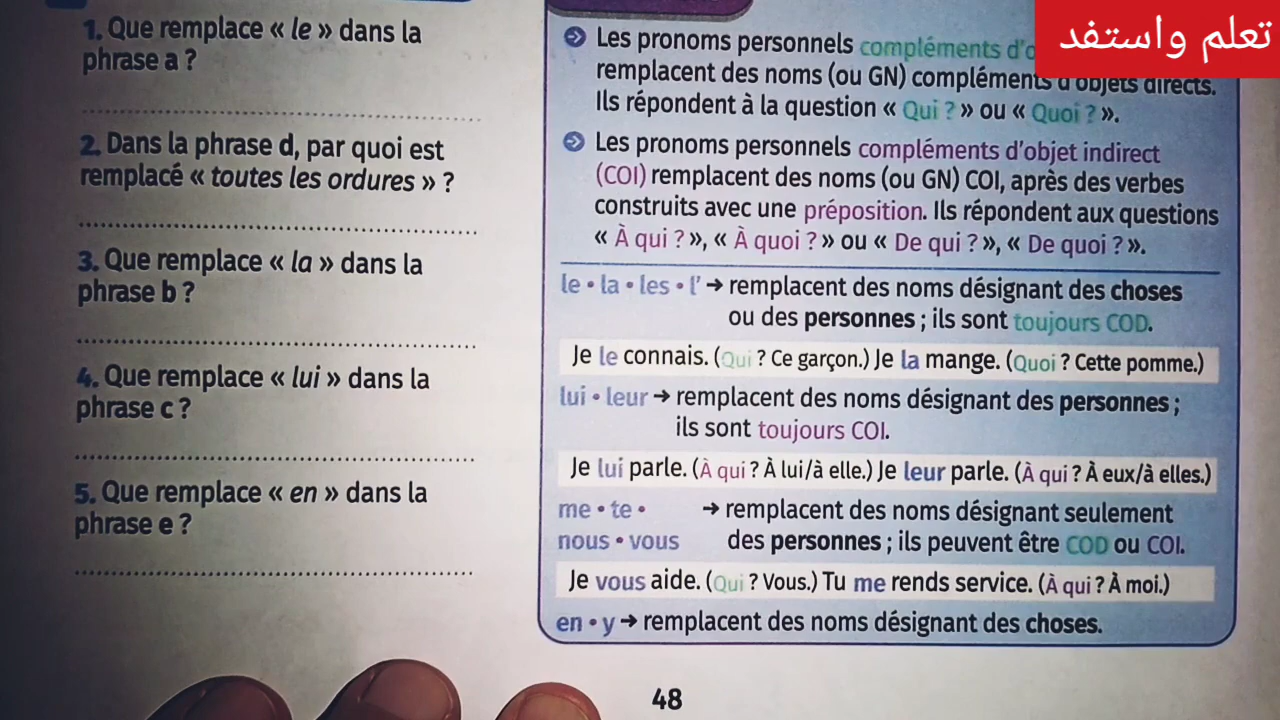 تعلم واستفد
1. Que remplace « le » dans la
phrase a ?
2. Dans la phrase d, par quoi est
remplacé « toutes les ordures » ?
3. Que remplace « la » dans la
phrase b ?
4. Que remplace « lui » dans la
phrase c ?
5. Que remplace « en » dans la
phrase e ?
Les pronoms personnels compléments d'o
remplacent des noms (ou GN) compléments d'objets directs.
Ils répondent à la question « Qui ? » ou « Quoi ? ».
Les pronoms personnels compléments d'objet indirect
(COI) remplacent des noms (ou GN) COI, après des verbes
construits avec une préposition. Ils répondent aux questions
« À qui ? », « À quoi ? » ou « De qui ? », « De quoi ? ».
le • la • les • l' → remplacent des noms désignant des choses
ou des personnes ; ils sont toujours COD.
Je le connais. (Qui ? Ce garçon.) Je la mange. (Quoi ? Cette pomme.)
lui • leur → remplacent des noms désignant des personnes ;
ils sont toujours COI.
Je lui parle. (À qui ? À lui/à elle.) Je leur parle. (À qui ? À eux/à elles.)
me • te • → remplacent des noms désignant seulement
nous • vous des personnes ; ils peuvent être COD ou COI.
Je vous aide. (Qui ? Vous.) Tu me rends service. (À qui ? À moi.)
en • y → remplacent des noms désignant des choses.
48